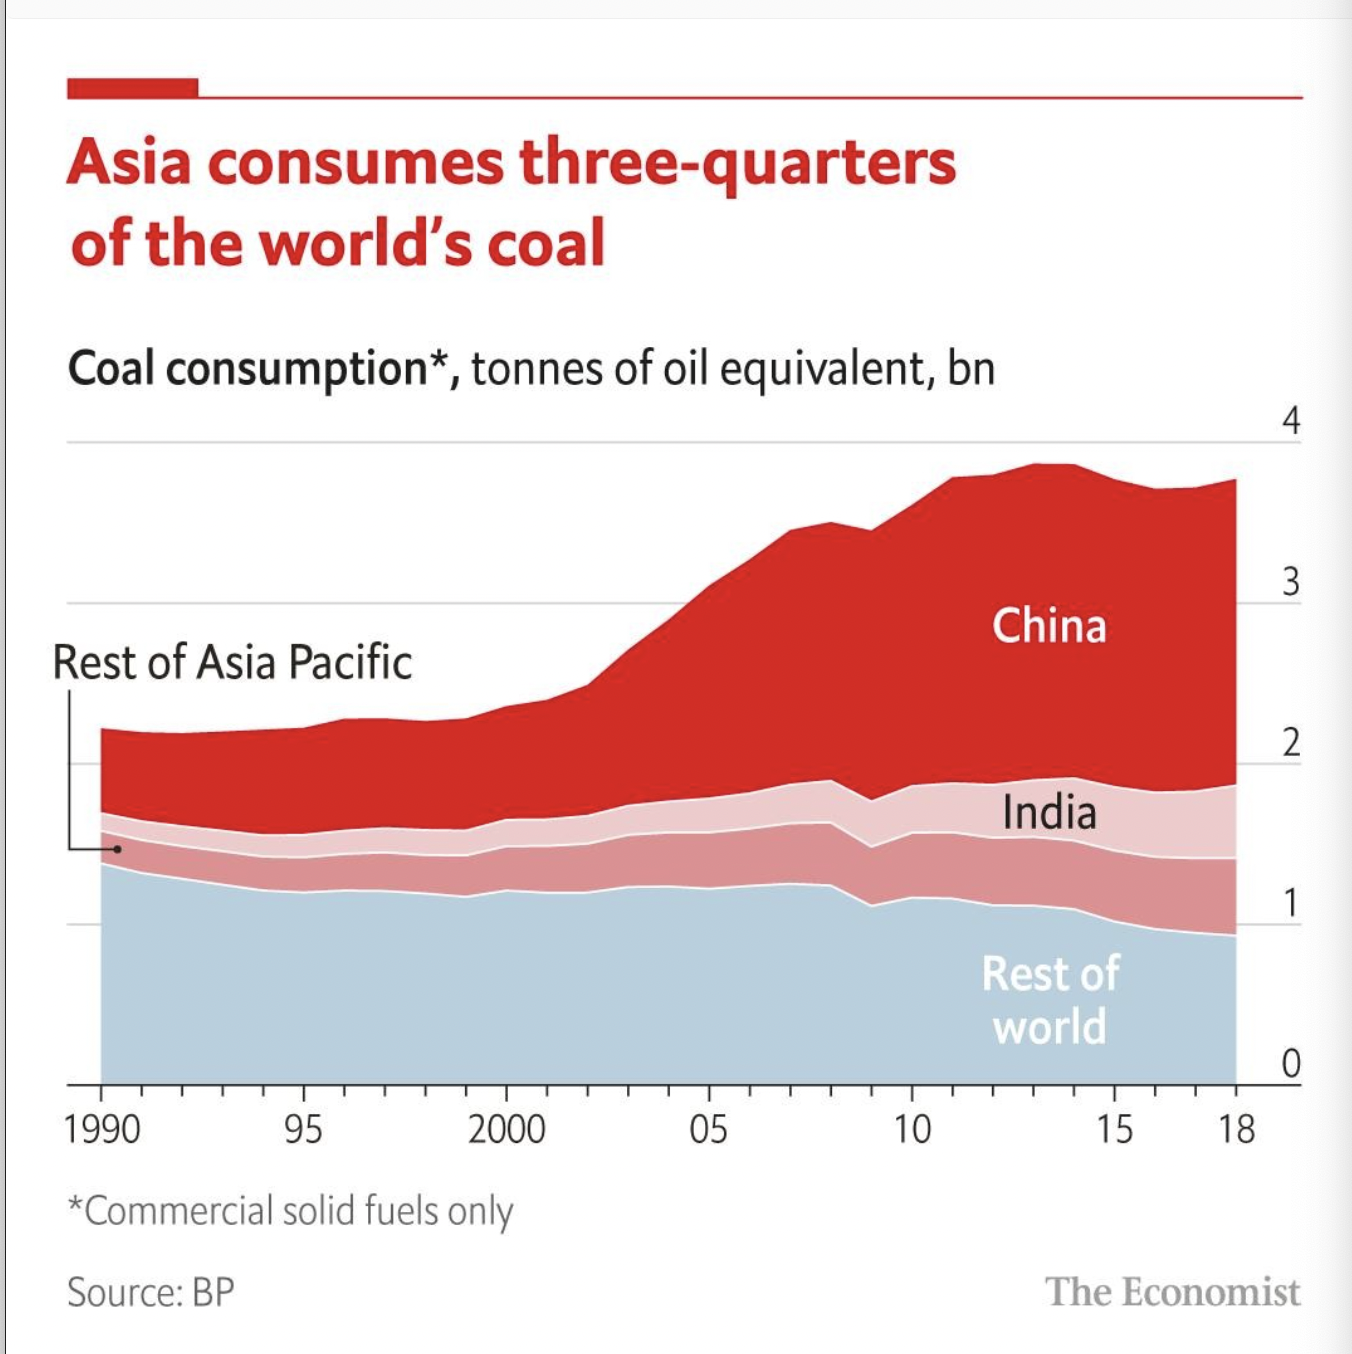 Asia consumes three-quarters
of the world’s coal
Coal consumption*, tonnes of oil equivalent, bn
4
3
China
Rest of Asia Pacific
2
India
1
Rest of
world
0
1990 95 2000 05 10 15 18
*Commercial solid fuels only
Source: BP
The Economist